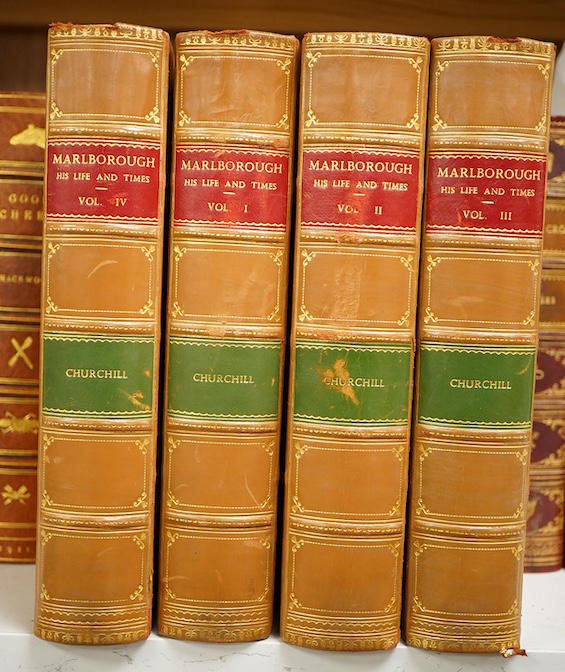 MARLBOROUGH
HIS LIFE AND TIMES
VOL. IV
CHURCHILL
MARLBOROUGH
HIS LIFE AND TIMES
VOL. I
CHURCHILL
MARLBOROUGH
HIS LIFE AND TIMES
VOL. II
CHURCHILL
MARLBOROUGH
HIS LIFE AND TIMES
VOL. III
CHURCHILL